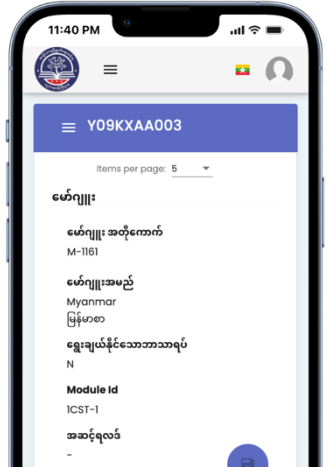 11:40 PM
Y09KXAA003
Items per page: 5
မော်ဂျူး
မော်ဂျူး အတိုကောက်
M-1161
မော်ဂျူးအမည်
Myanmar
မြန်မာစာ
ရွေးချယ်နိုင်သောဘာသာရပ်
N
Module Id
1CST-1
အဆင့်ရလဒ်
-